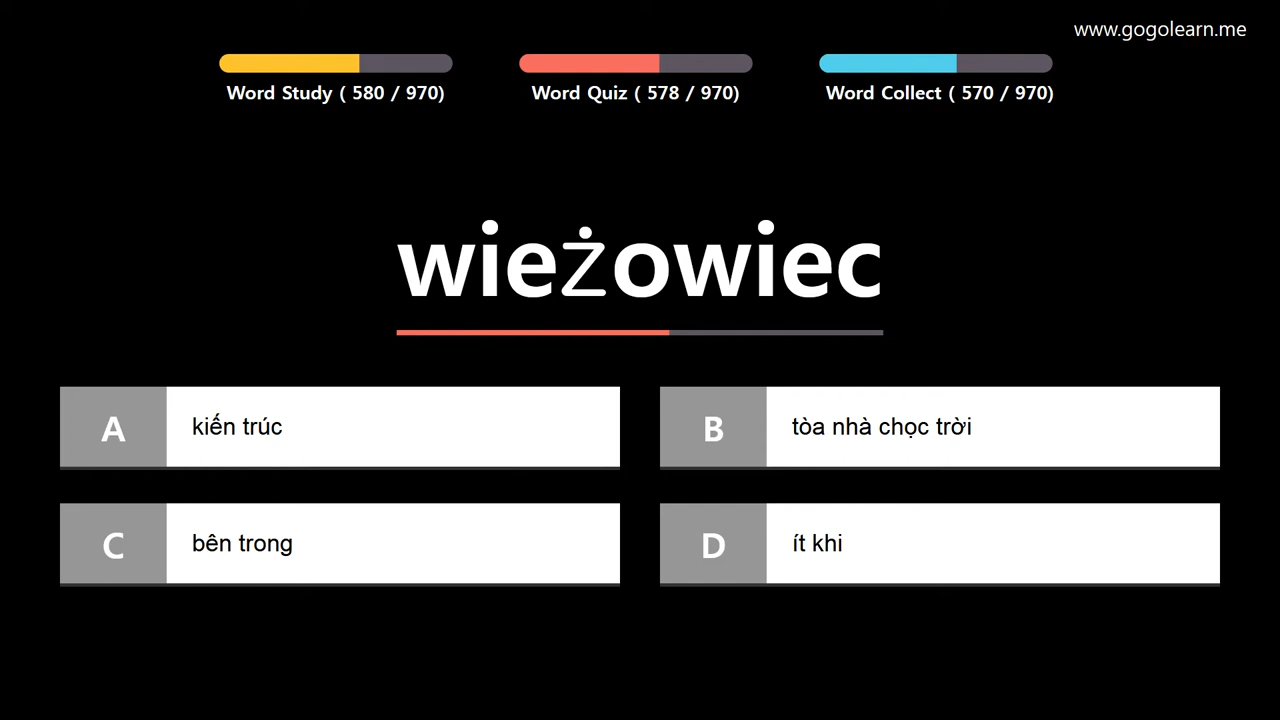 www.gogolearn.me
Word Study ( 580 / 970)
Word Quiz ( 578 / 970)
Word Collect ( 570 / 970)
wieżowiec
A kiến trúc
B tòa nhà chọc trời
C bên trong
D ít khi